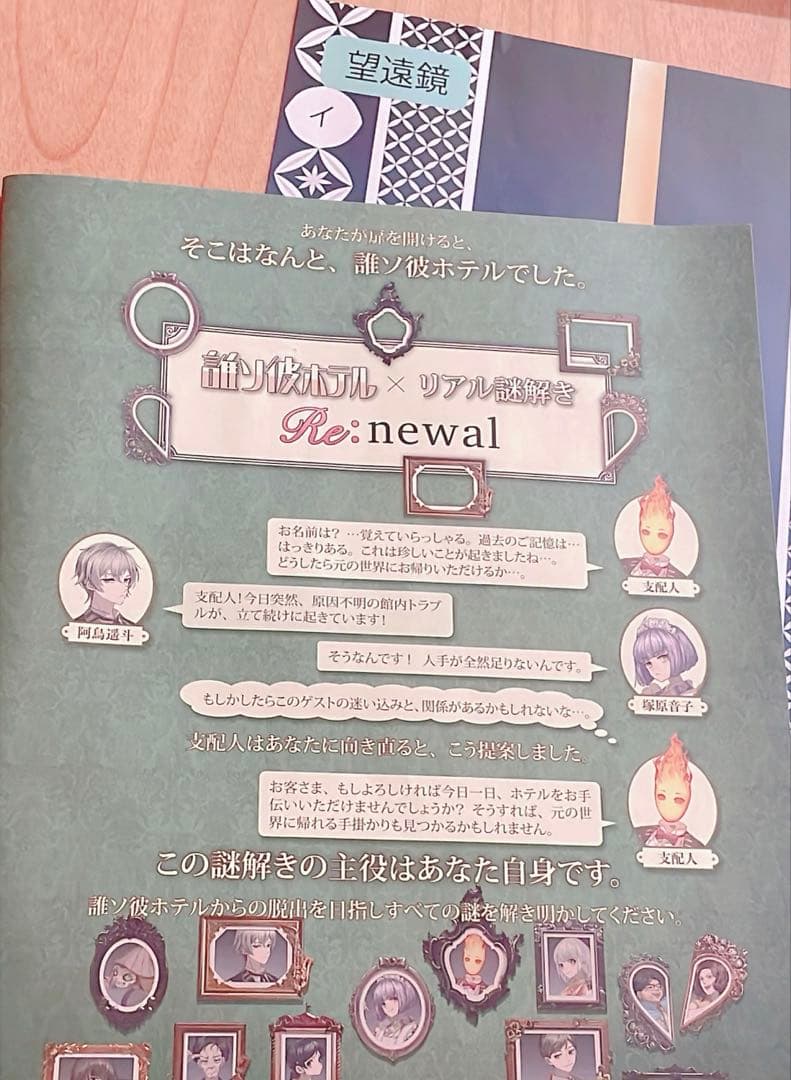 望遠鏡
イ
あなたが扉を開けると、
そこはなんと、誰ソ彼ホテルでした。
誰ソ彼ホテル × リアル謎解き
Re:newal
お名前は? …覚えていらっしゃる。過去のご記憶は…
はっきりある。これは珍しいことが起きましたね…。
どうしたら元の世界にお帰りいただけるか…。
支配人
支配人!今日突然、原因不明の館内トラブ
ルが、立て続けに起きています!
阿鳥遥斗
そうなんです! 人手が全然足りないんです。
塚原音子
もしかしたらこのゲストの迷い込みと、関係があるかもしれないな…。
支配人はあなたに向き直ると、こう提案しました。
お客さま、もしよろしければ今日一日、ホテルをお手
伝いいただけませんでしょうか? そうすれば、元の世
界に帰れる手掛かりも見つかるかもしれません。
支配人
この謎解きの主役はあなた自身です。
誰ソ彼ホテルからの脱出を目指しすべての謎を解き明かしてください。